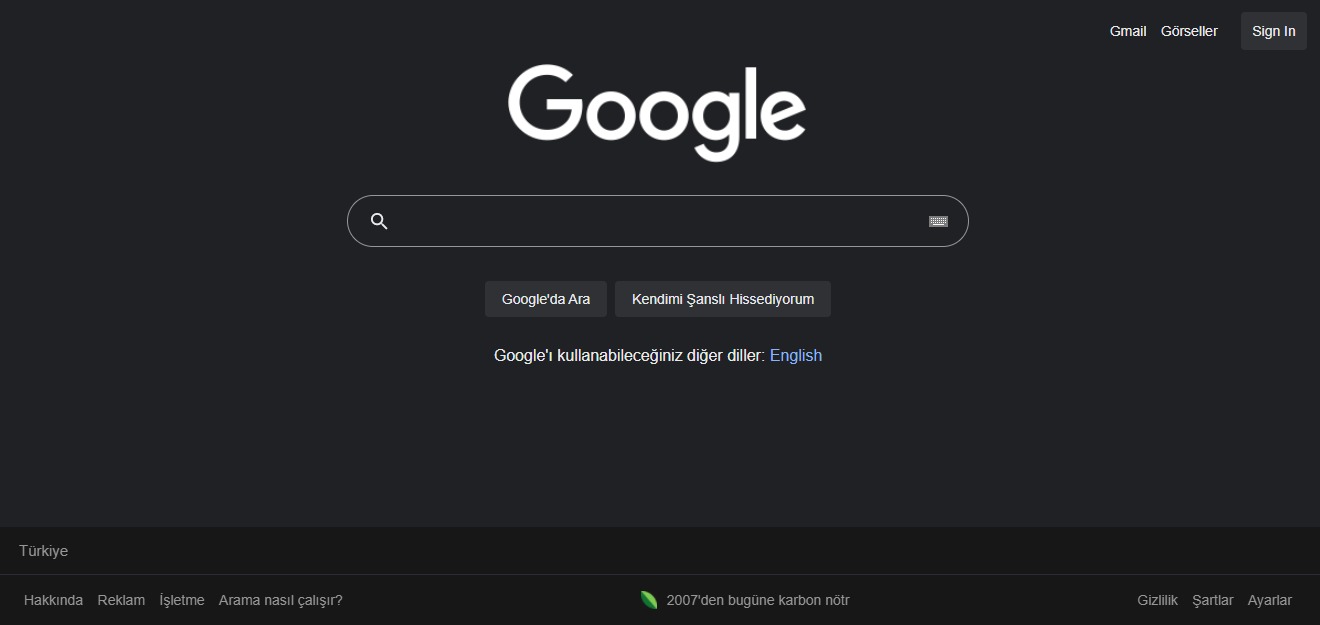 Gmail Görseller Sign In
Google
Google'da Ara Kendimi Şanslı Hissediyorum
Google'ı kullanabileceğiniz diğer diller: English
Türkiye
Hakkında Reklam İşletme Arama nasıl çalışır? 2007'den bugüne karbon nötr Gizlilik Şartlar Ayarlar